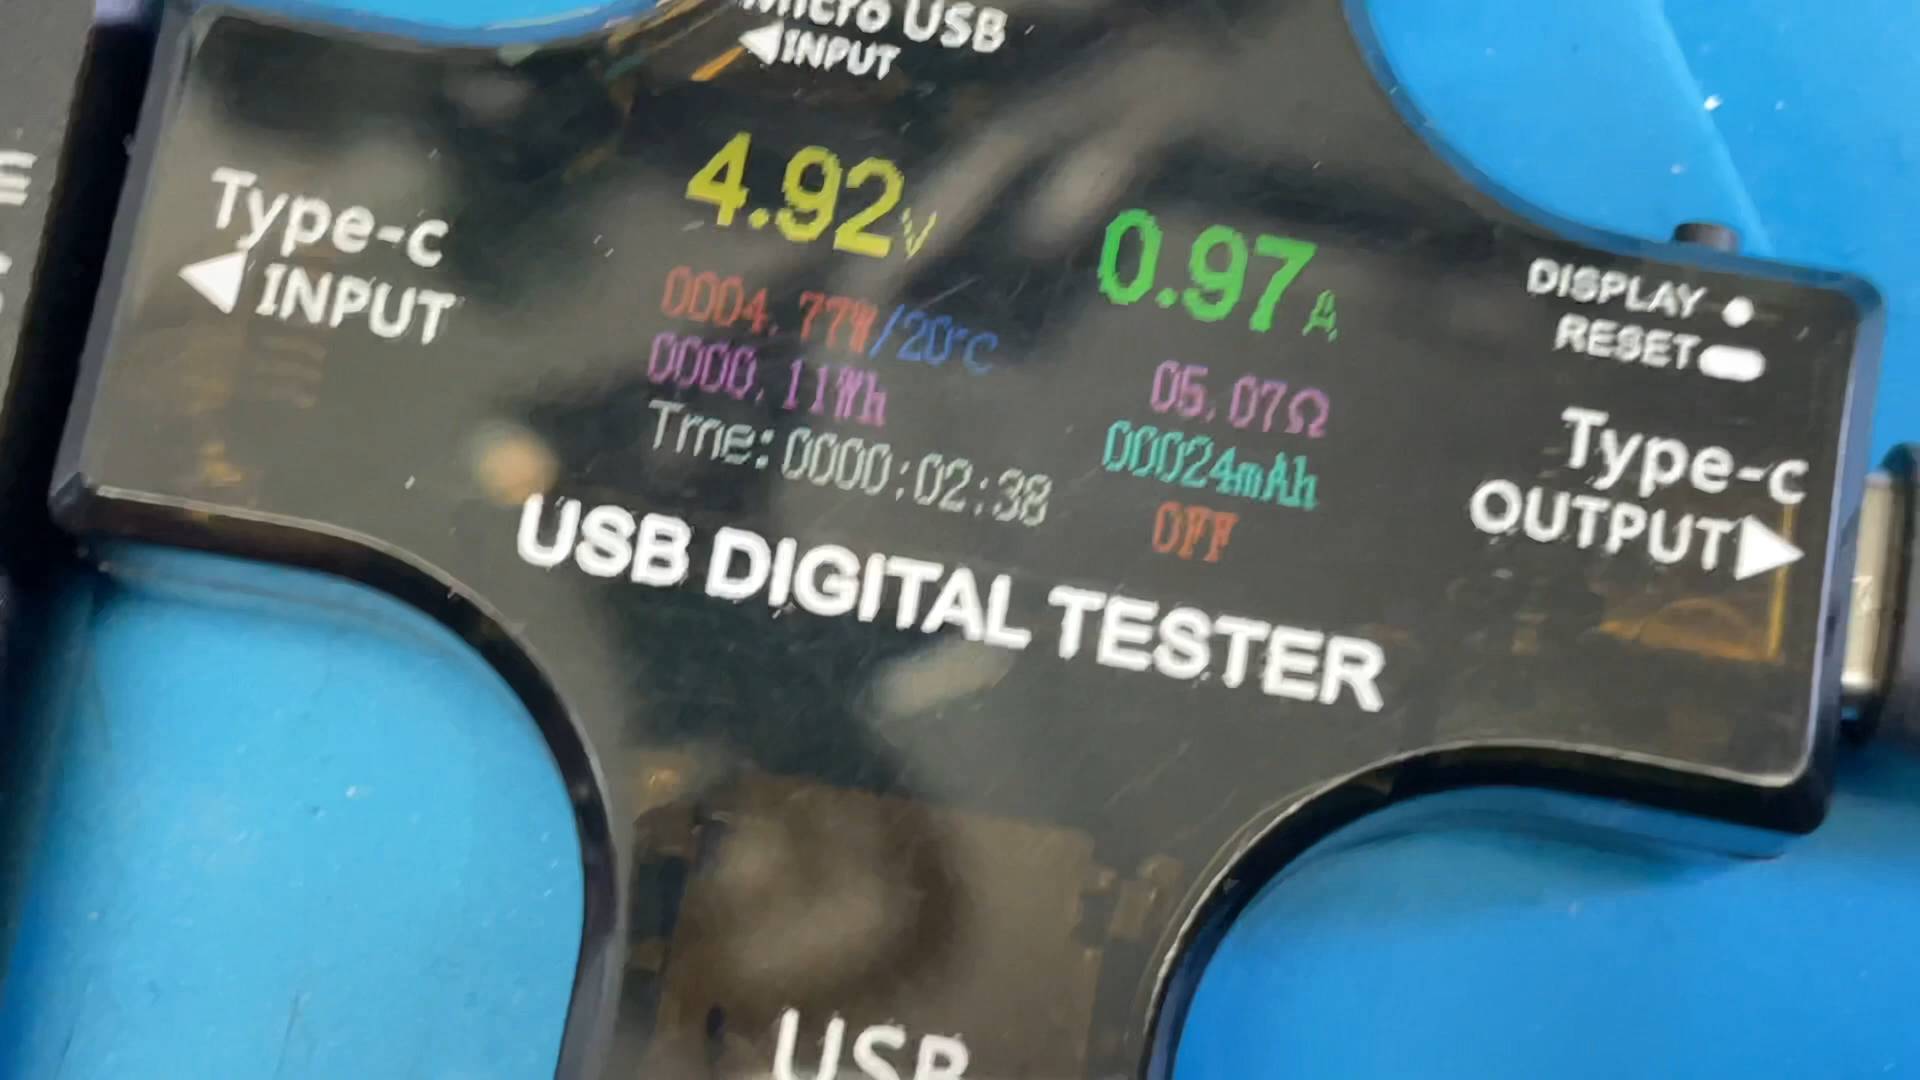 Micro USB
INPUT
Type-c
INPUT
4.92V
0.97A
0004.77W/20°C
05.07Ω
0000.11Wh
00024mAh
Tme:0000:02:38
OFF
DISPLAY
RESET
Type-c
OUTPUT
USB DIGITAL TESTER
USB